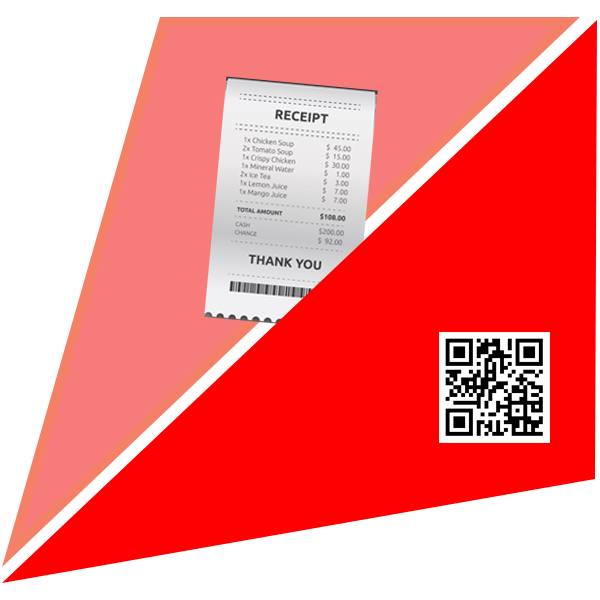 RECEIPT
1x Chicken Soup $ 45.00
2x Tomato Soup $ 15.00
1x Crispy Chicken $ 30.00
1x Mineral Water $ 1.00
2x Ice Tea $ 3.00
1x Lemon Juice $ 7.00
1x Mango Juice $ 7.00
TOTAL AMOUNT $108.00
CASH $200.00
CHANGE $ 92.00
THANK YOU